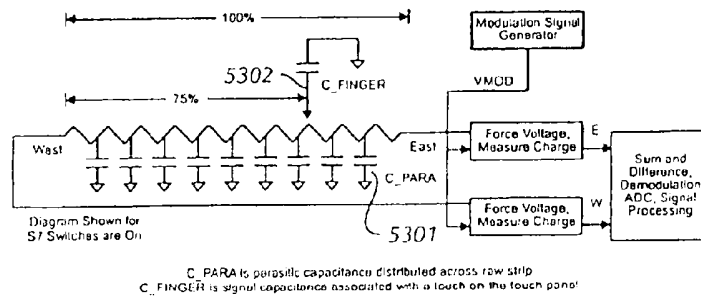 100%
Modulation Signal
Generator
5302
C_FINGER
VMOD
75%
West
East
Force Voltage,
Measure Charge
E
Sum and
Difference,
Demodulation
ADC, Signal
Processing
C_PARA
Force Voltage,
Measure Charge
W
Diagram Shown for
S7 Switches are On
5301
C_PARA is parasitic capacitance distributed across raw strip
C_FINGER is signal capacitance associated with a touch on the touch panel